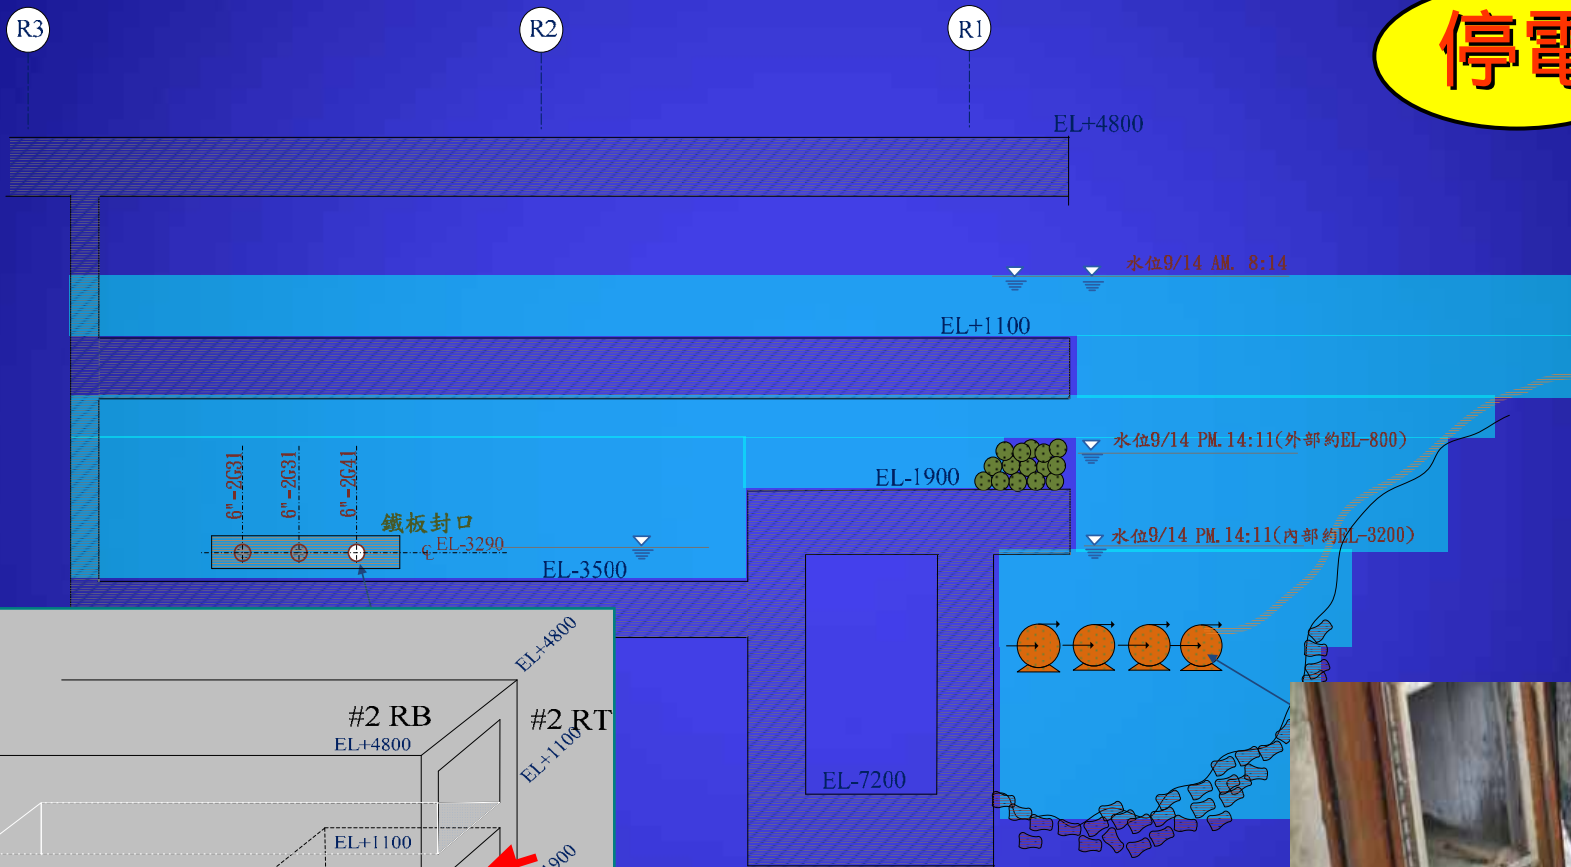 R3
R2
R1
停電
EL+4800
水位9/14 AM. 8:14
EL+1100
水位9/14 PM.14:11(外部約EL-800)
EL-1900
6"-2G31
6"-2G31
6"-2G41
鐵板封口
℄ EL-3290
水位9/14 PM.14:11(內部約EL-3200)
EL-3500
EL+4800
#2 RB
#2 RT
EL+4800
EL+1100
EL-7200
EL+1100